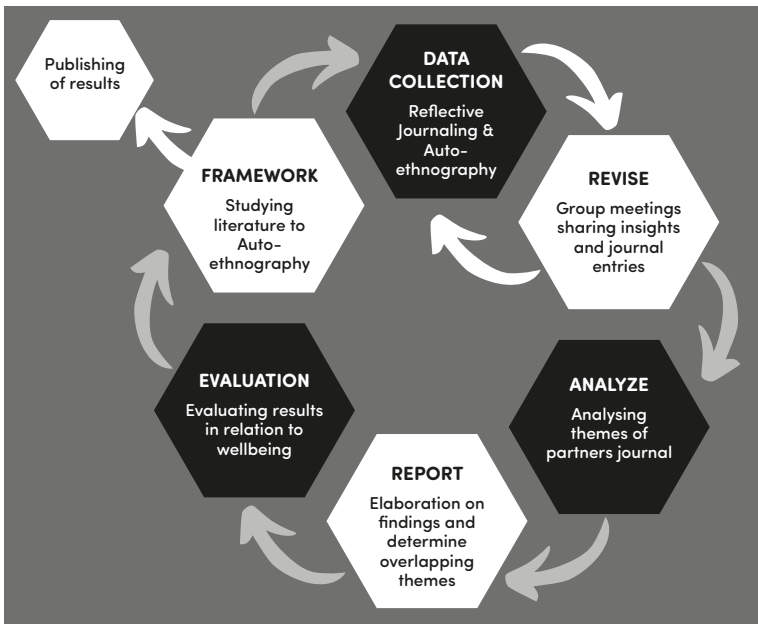 Publishing
of results
FRAMEWORK
Studying
literature to
Auto-
ethnography
DATA
COLLECTION
Reflective
Journaling &
Auto-
ethnography
REVISE
Group meetings
sharing insights
and journal
entries
ANALYZE
Analysing
themes of
partners journal
REPORT
Elaboration on
findings and
determine
overlapping
themes
EVALUATION
Evaluating results
in relation to
wellbeing